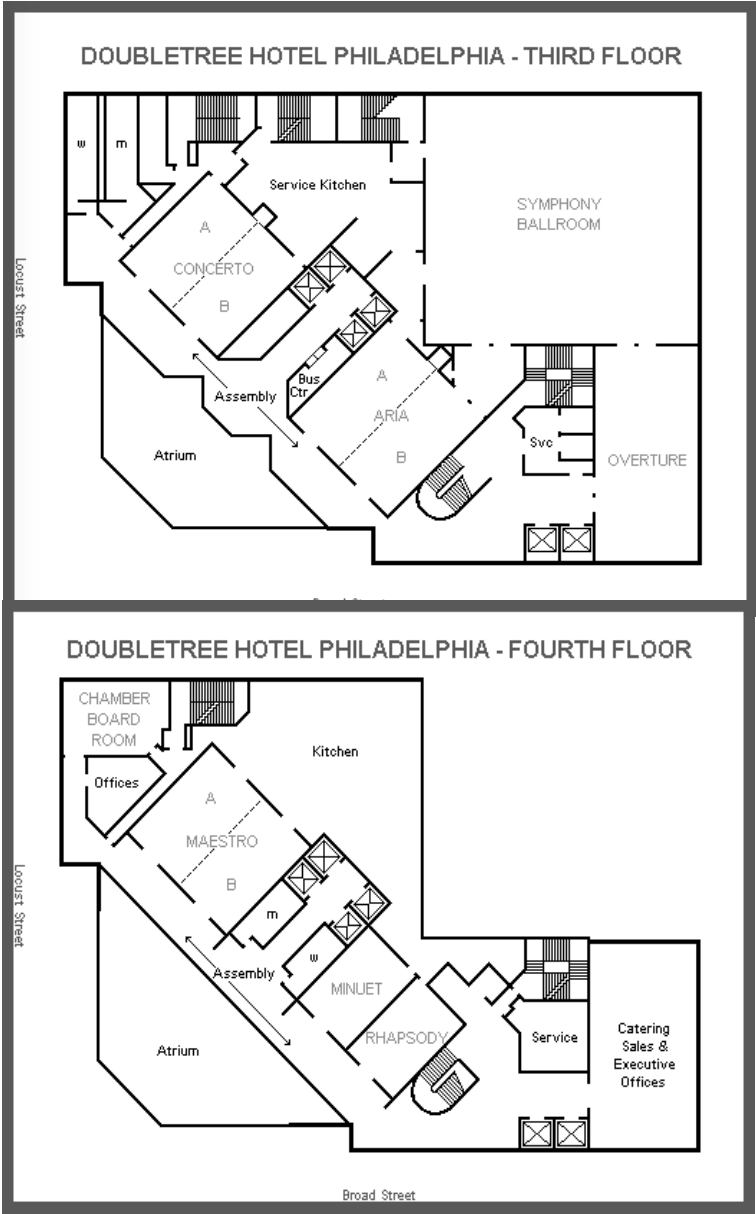 DOUBLETREE HOTEL PHILADELPHIA - THIRD FLOOR
w
m
Service Kitchen
SYMPHONY
BALLROOM
A
CONCERTO
B
Locust Street
Bus
Ctr
Assembly
A
ARIA
B
Atrium
Svc
OVERTURE
DOUBLETREE HOTEL PHILADELPHIA - FOURTH FLOOR
CHAMBER
BOARD
ROOM
Kitchen
Offices
A
MAESTRO
B
Locust Street
m
w
Assembly
MINUET
RHAPSODY
Atrium
Service
Catering
Sales &
Executive
Offices
Broad Street